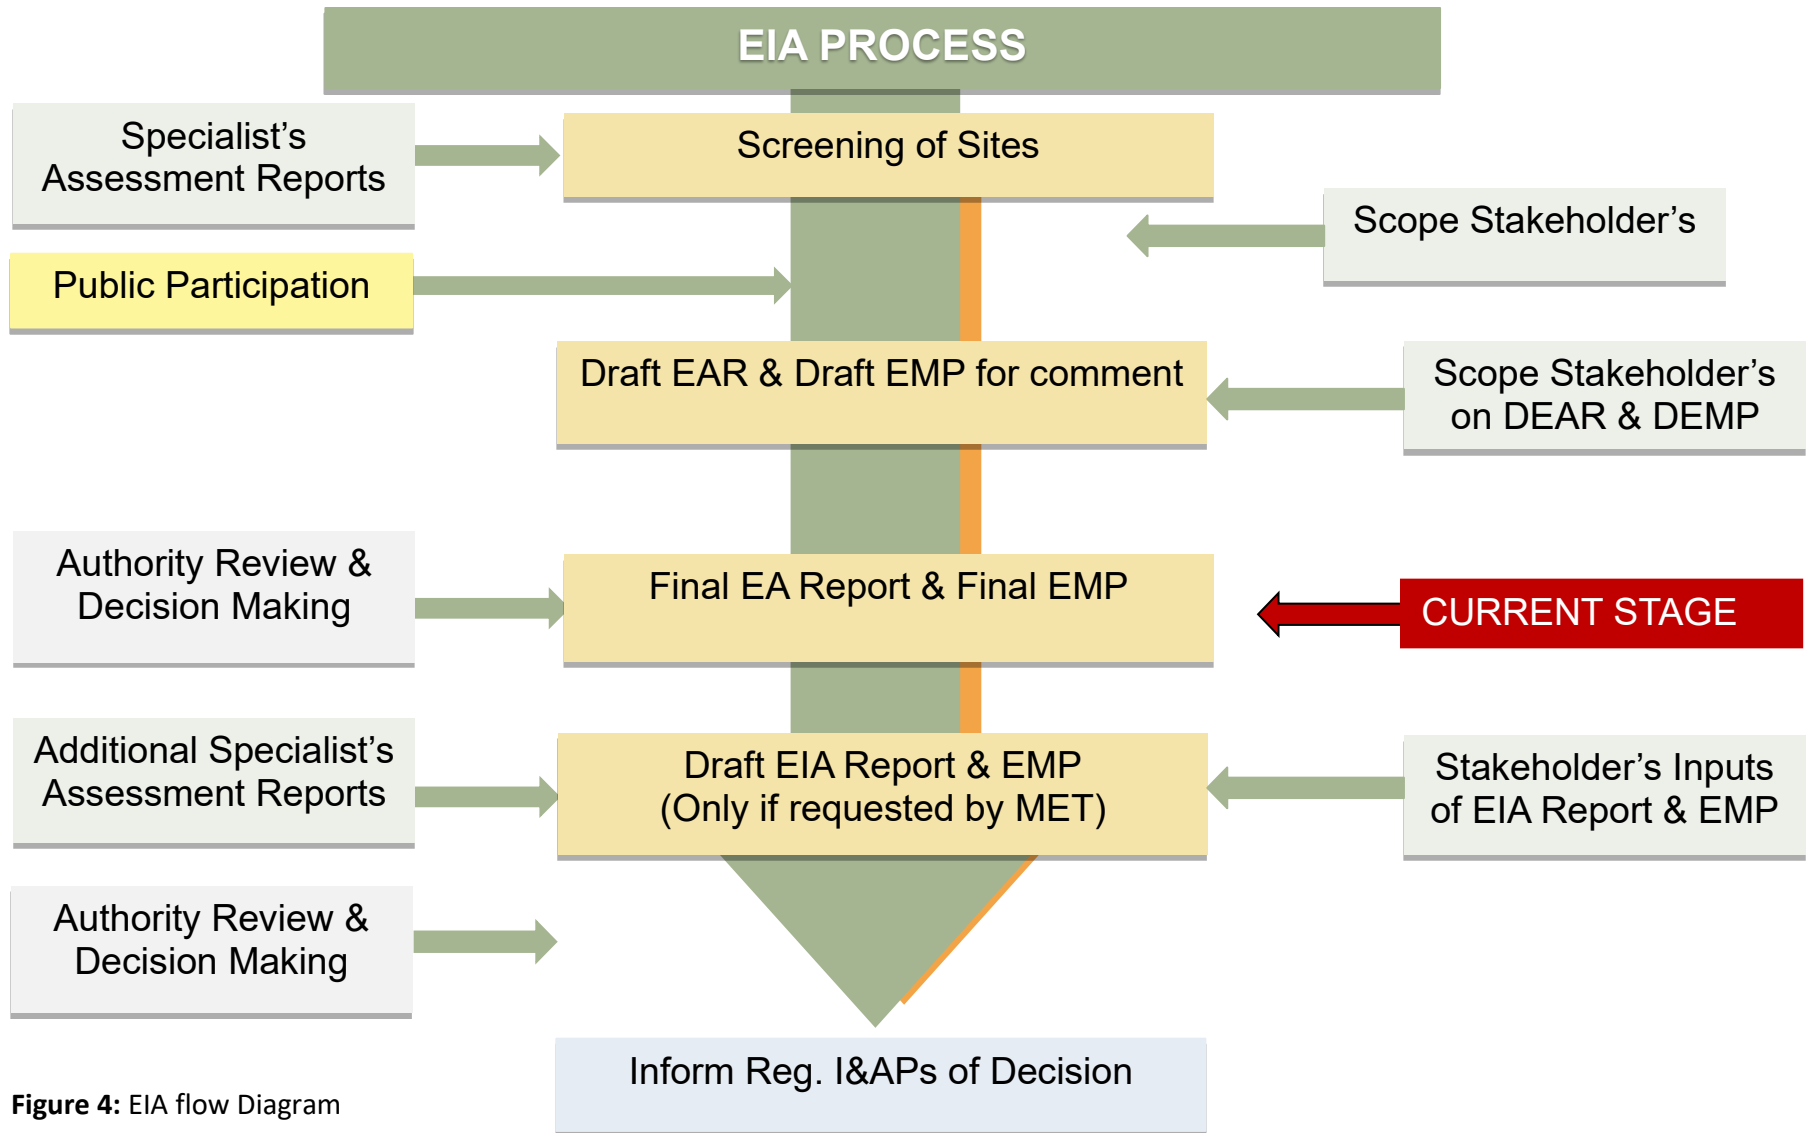 EIA PROCESS
Specialist’s
Assessment Reports
Screening of Sites
Scope Stakeholder’s
Public Participation
Draft EAR & Draft EMP for comment
Scope Stakeholder’s
on DEAR & DEMP
Authority Review &
Decision Making
Final EA Report & Final EMP
CURRENT STAGE
Additional Specialist’s
Assessment Reports
Draft EIA Report & EMP
(Only if requested by MET)
Stakeholder’s Inputs
of EIA Report & EMP
Authority Review &
Decision Making
Inform Reg. I&APs of Decision
Figure 4: EIA flow Diagram